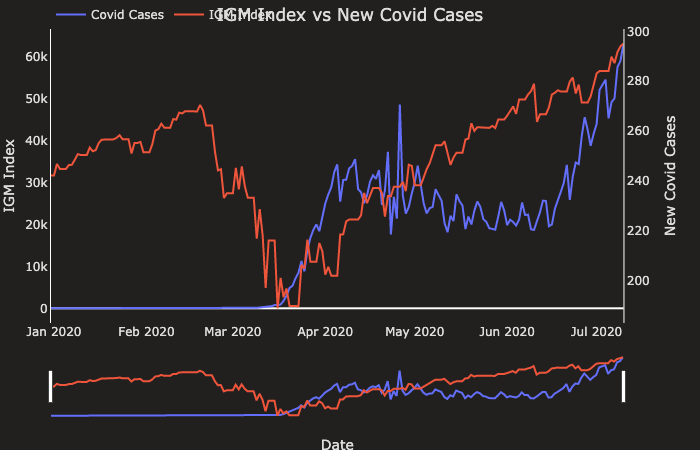 IGM Index vs New Covid Cases
Covid Cases
IGM Index
60k
50k
40k
30k
20k
10k
0
300
280
260
240
220
200
IGM Index
New Covid Cases
Jan 2020
Feb 2020
Mar 2020
Apr 2020
May 2020
Jun 2020
Jul 2020
Date